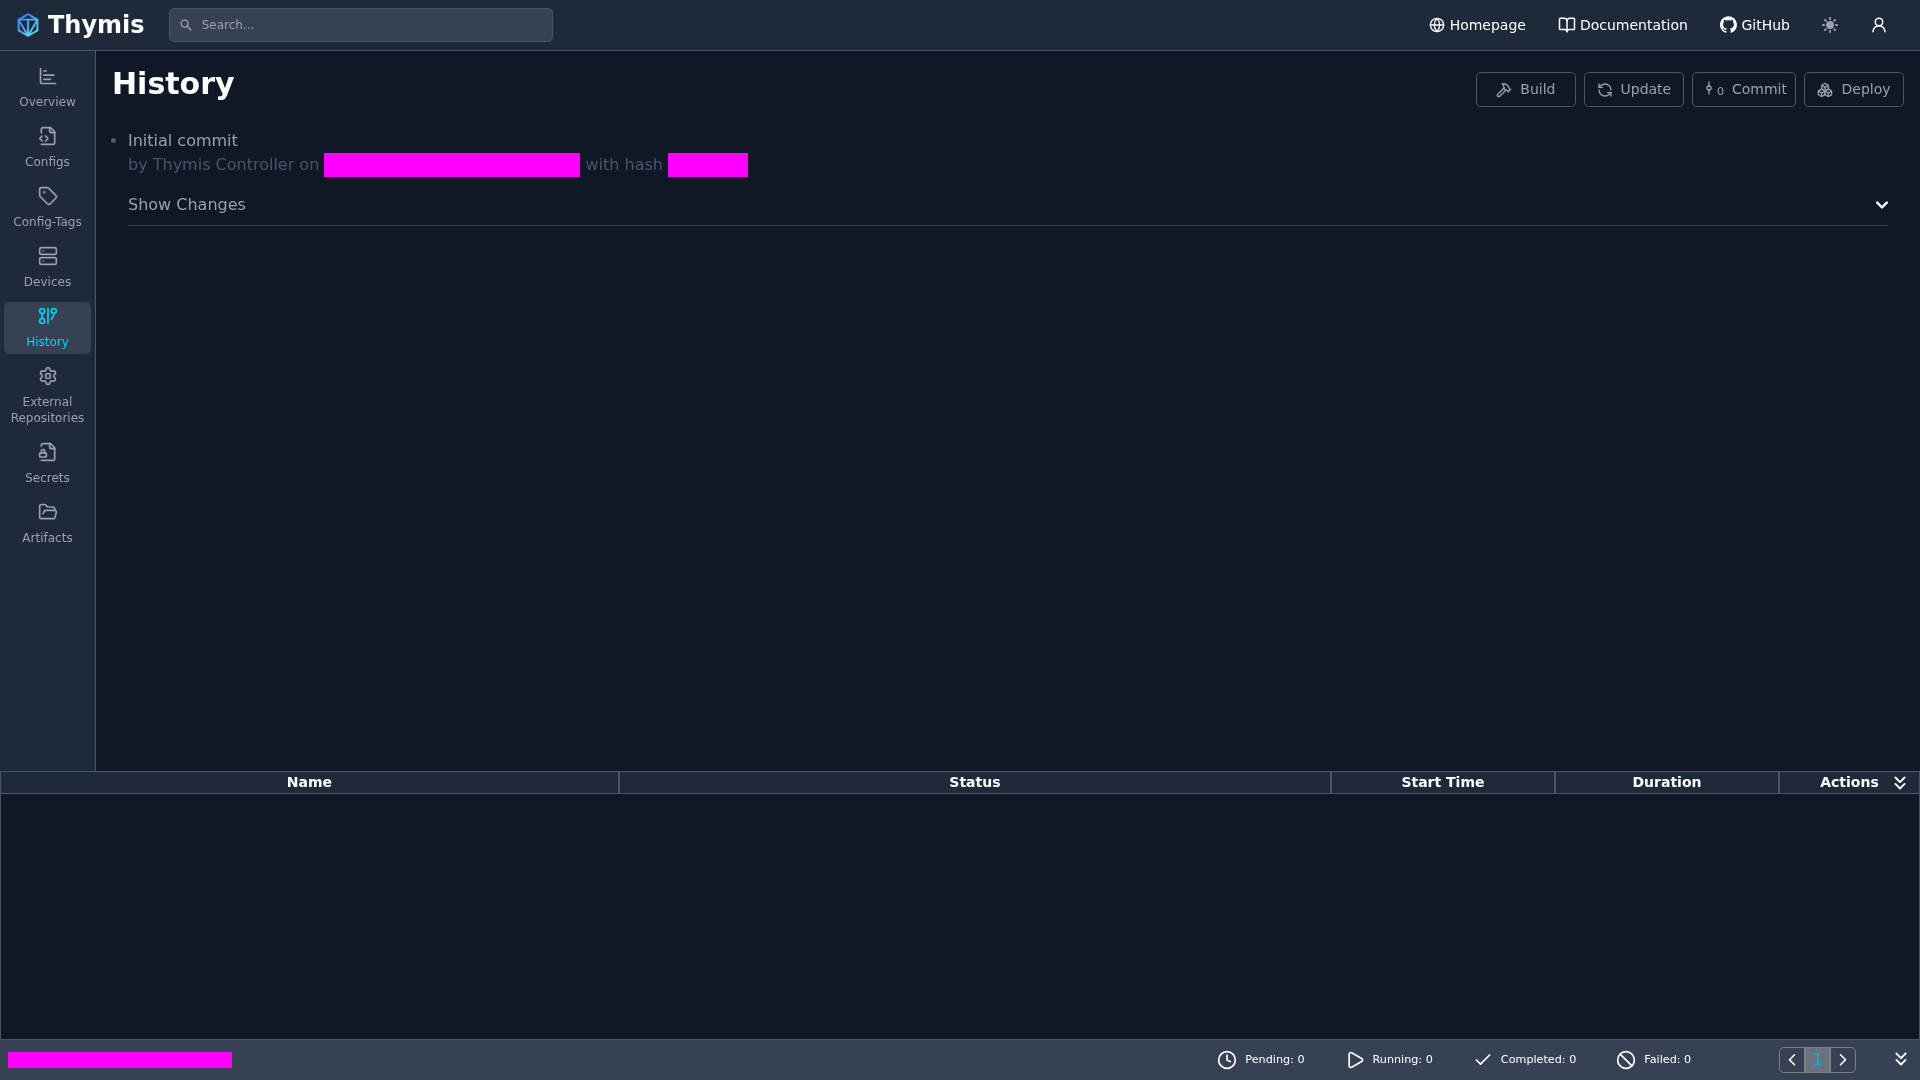 Thymis
Search...
Homepage
Documentation
GitHub
Overview
Configs
Config-Tags
Devices
History
External
Repositories
Secrets
Artifacts
History
Build
Update
0 Commit
Deploy
Initial commit
by Thymis Controller on with hash
Show Changes
Name Status Start Time Duration Actions
Pending: 0 Running: 0 Completed: 0 Failed: 0 1